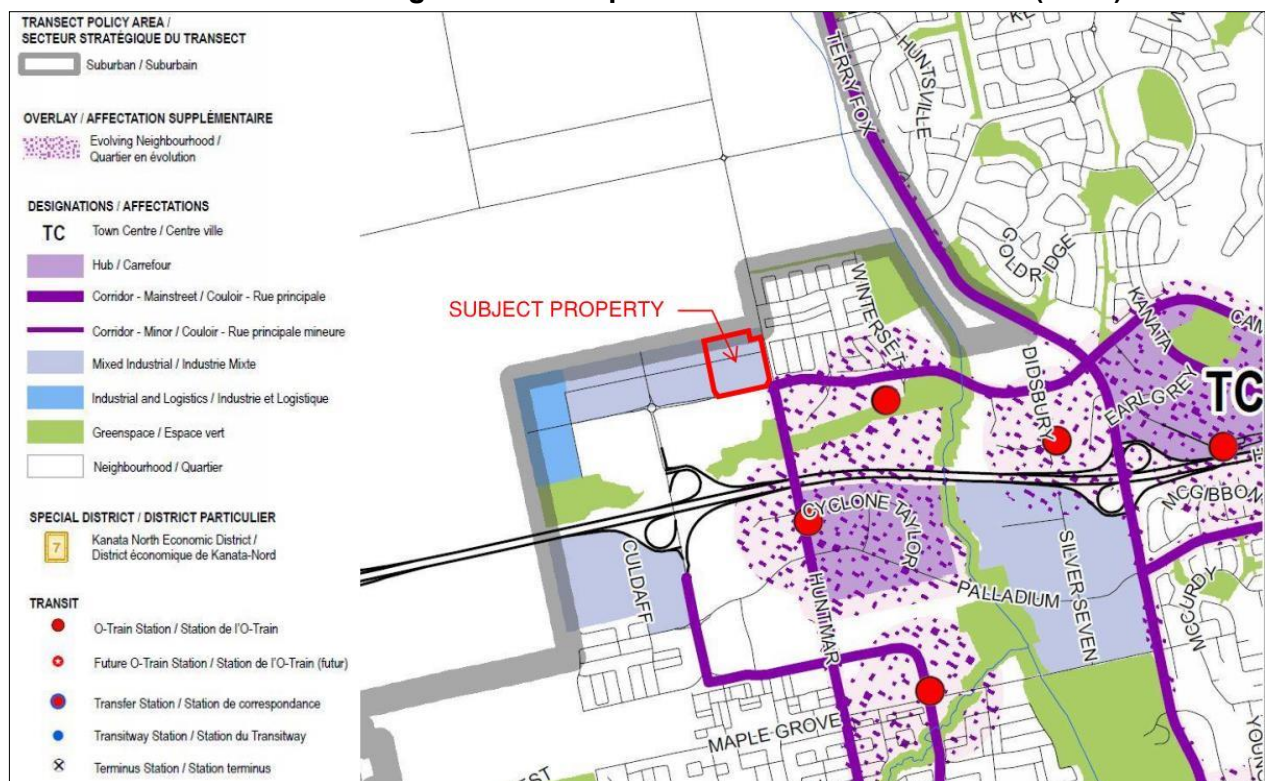 TRANSECT POLICY AREA /
SECTEUR STRATÉGIQUE DU TRANSECT
Suburban / Suburbain
OVERLAY / AFFECTATION SUPPLÉMENTAIRE
Evolving Neighbourhood /
Quartier en évolution
DESIGNATIONS / AFFECTATIONS
TC Town Centre / Centre ville
Hub / Carrefour
Corridor - Mainstreet / Couloir - Rue principale
Corridor - Minor / Couloir - Rue principale mineure
Mixed Industrial / Industrie Mixte
Industrial and Logistics / Industrie et Logistique
Greenspace / Espace vert
Neighbourhood / Quartier
SPECIAL DISTRICT / DISTRICT PARTICULIER
7 Kanata North Economic District /
District économique de Kanata-Nord
TRANSIT
O-Train Station / Station de l'O-Train
Future O-Train Station / Station de l'O-Train (futur)
Transfer Station / Station de correspondance
Transitway Station / Station du Transitway
Terminus Station / Station terminus
TERRY FOX
HUNTSVILLE
GOLDRIDGE
SUBJECT PROPERTY
WINTERSET
KANATA
CAM
DIDSBURY
EARL GREY
TC
MCGIBBON
CYCLONE TAYLOR
CULDAFF
HUNTMAR
PALLADIUM
SILVER SEVEN
MCCURDY
MAPLE GROVE
YOUN
EST